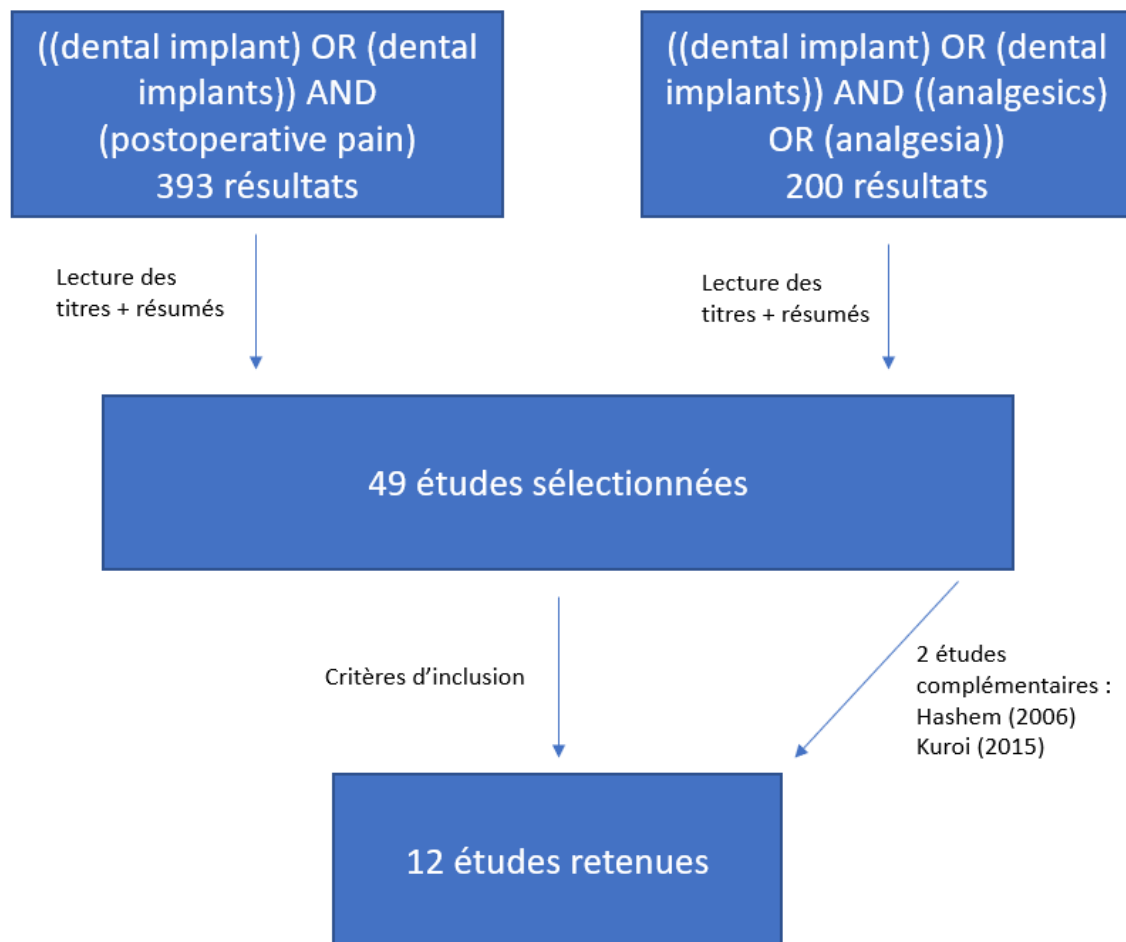 ((dental implant) OR (dental
implants)) AND
(postoperative pain)
393 résultats
((dental implant) OR (dental
implants)) AND ((analgesics)
OR (analgesia))
200 résultats
Lecture des
titres + résumés
Lecture des
titres + résumés
49 études sélectionnées
Critères d'inclusion
2 études
complémentaires :
Hashem (2006)
Kuroi (2015)
12 études retenues